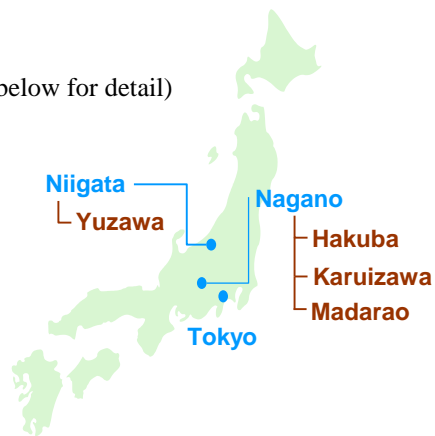 below for detail)
Niigata
Yuzawa
Nagano
Hakuba
Karuizawa
Madarao
Tokyo